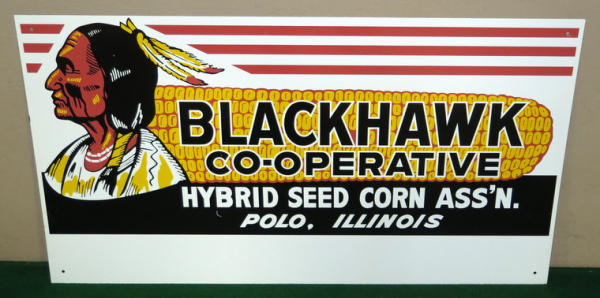 BLACKHAWK
CO-OPERATIVE
HYBRID SEED CORN ASS'N.
POLO, ILLINOIS